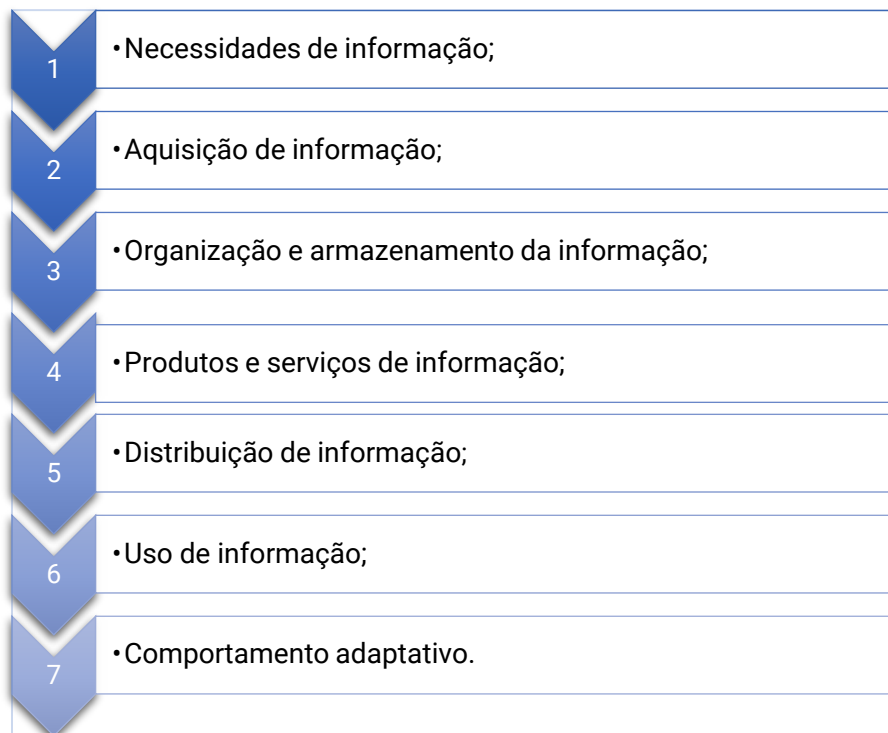 1
•Necessidades de informação;
2
•Aquisição de informação;
3
•Organização e armazenamento da informação;
4
•Produtos e serviços de informação;
5
•Distribuição de informação;
6
•Uso de informação;
7
•Comportamento adaptativo.